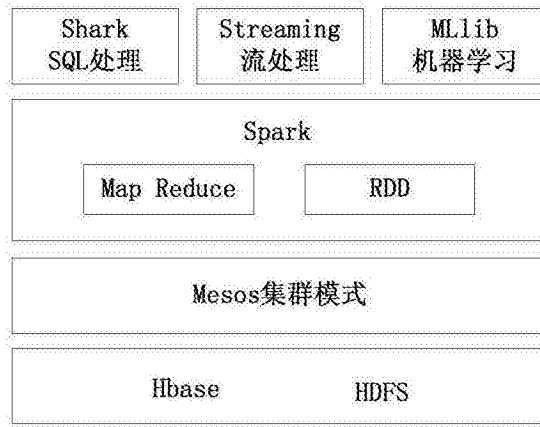 Shark
SQL处理
Streaming
流处理
MLlib
机器学习
Spark
Map Reduce
RDD
Mesos集群模式
Hbase
HDFS